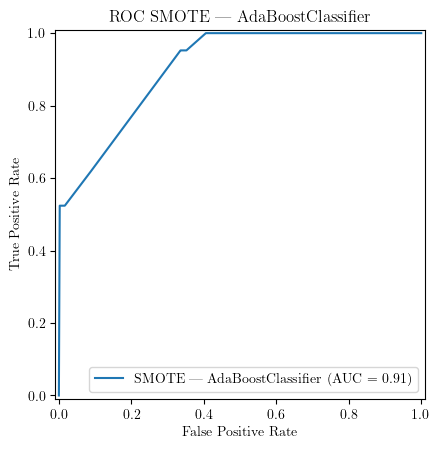 ROC SMOTE — AdaBoostClassifier
1.0
0.8
0.6
0.4
0.2
0.0
True Positive Rate
SMOTE — AdaBoostClassifier (AUC = 0.91)
0.0 0.2 0.4 0.6 0.8 1.0
False Positive Rate